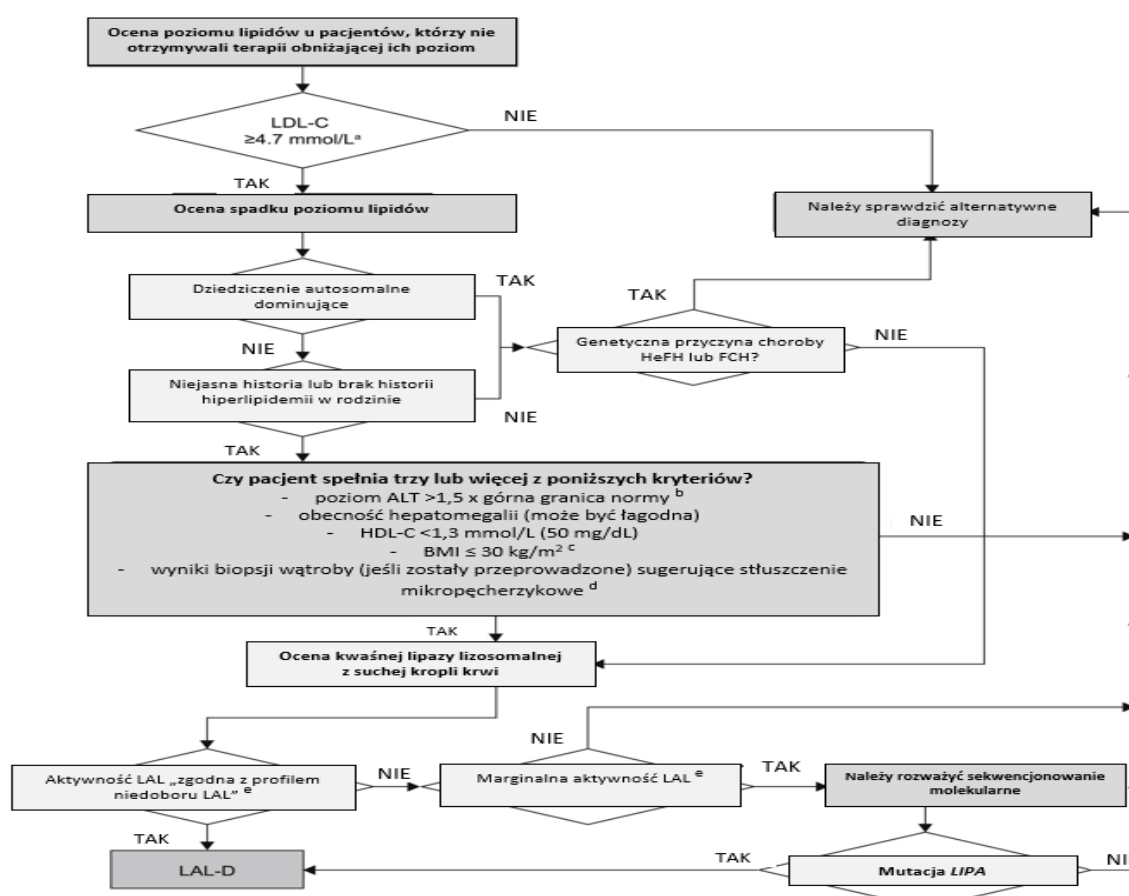 Ocena poziomu lipidów u pacjentów, którzy nie
otrzymywali terapii obniżającej ich poziom
LDL-C
≥4.7 mmol/Lᵃ
NIE
TAK
Ocena spadku poziomu lipidów
Należy sprawdzić alternatywne
diagnozy
Dziedziczenie autosomalne
dominujące
TAK
NIE
Niejasna historia lub brak historii
hiperlipidemii w rodzinie
NIE
TAK
Genetyczna przyczyna choroby
HeFH lub FCH?
TAK
NIE
Czy pacjent spełnia trzy lub więcej z poniższych kryteriów?
- poziom ALT >1,5 x górna granica normy ᵇ
- obecność hepatomegalii (może być łagodna)
- HDL-C <1,3 mmol/L (50 mg/dL)
- BMI ≤ 30 kg/m² ᶜ
- wyniki biopsji wątroby (jeśli zostały przeprowadzone) sugerujące stłuszczenie
mikropęcherzykowe ᵈ
NIE
TAK
Ocena kwaśnej lipazy lizosomalnej
z suchej kropli krwi
Aktywność LAL „zgodna z profilem
niedoboru LAL” ᵉ
NIE
TAK
Marginalna aktywność LAL ᵉ
NIE
TAK
Należy rozważyć sekwencjonowanie
molekularne
LAL-D
TAK
Mutacja LIPA